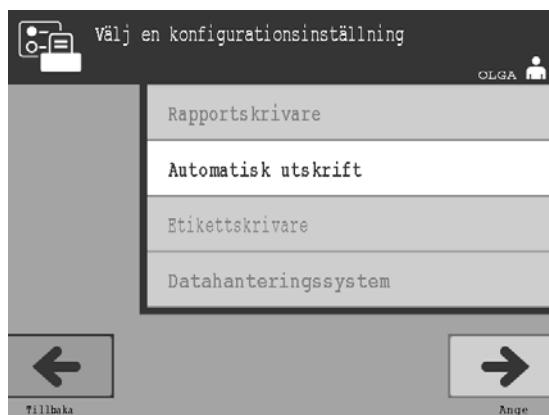 Välj en konfigurationsinställning
OLGA
Rapportskrivare
Automatisk utskrift
Etikettskrivare
Datahanteringssystem
Tillbaka
Ange